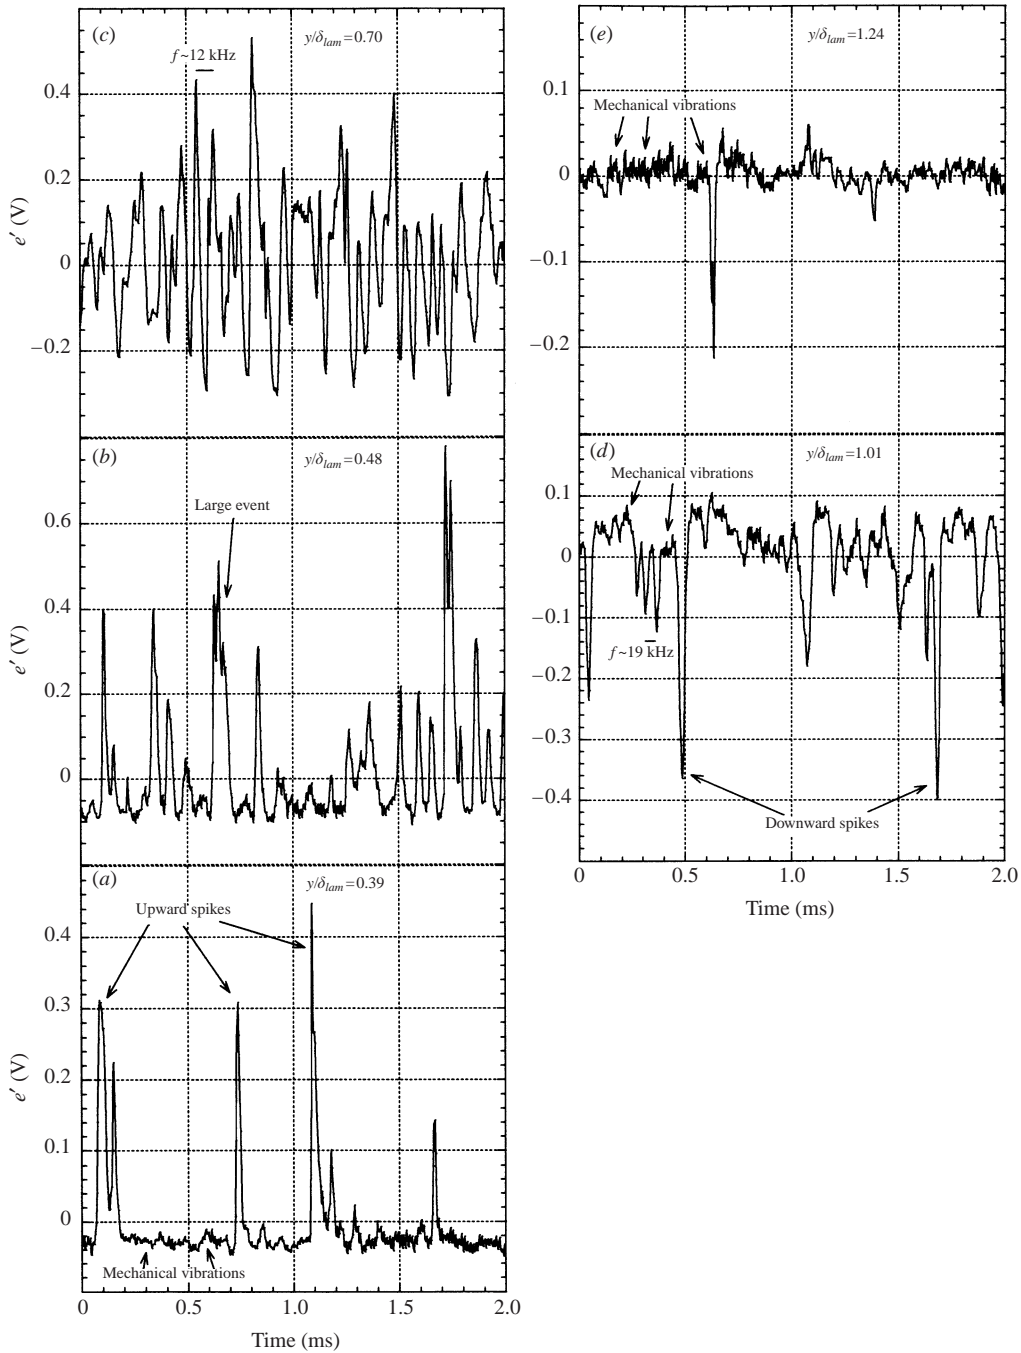 (c)
y/δlam=0.70
f~12 kHz
0.4
0.2
0
−0.2
e′ (V)
(b)
y/δlam=0.48
Large event
0.6
0.4
0.2
0
e′ (V)
(a)
y/δlam=0.39
Upward spikes
0.4
0.3
0.2
0.1
0
e′ (V)
Mechanical vibrations
0 0.5 1.0 1.5 2.0
Time (ms)
(e)
y/δlam=1.24
0.1
Mechanical vibrations
0
−0.1
−0.2
(d)
y/δlam=1.01
Mechanical vibrations
0.1
0
−0.1
f~19 kHz
−0.2
−0.3
−0.4
Downward spikes
0 0.5 1.0 1.5 2.0
Time (ms)